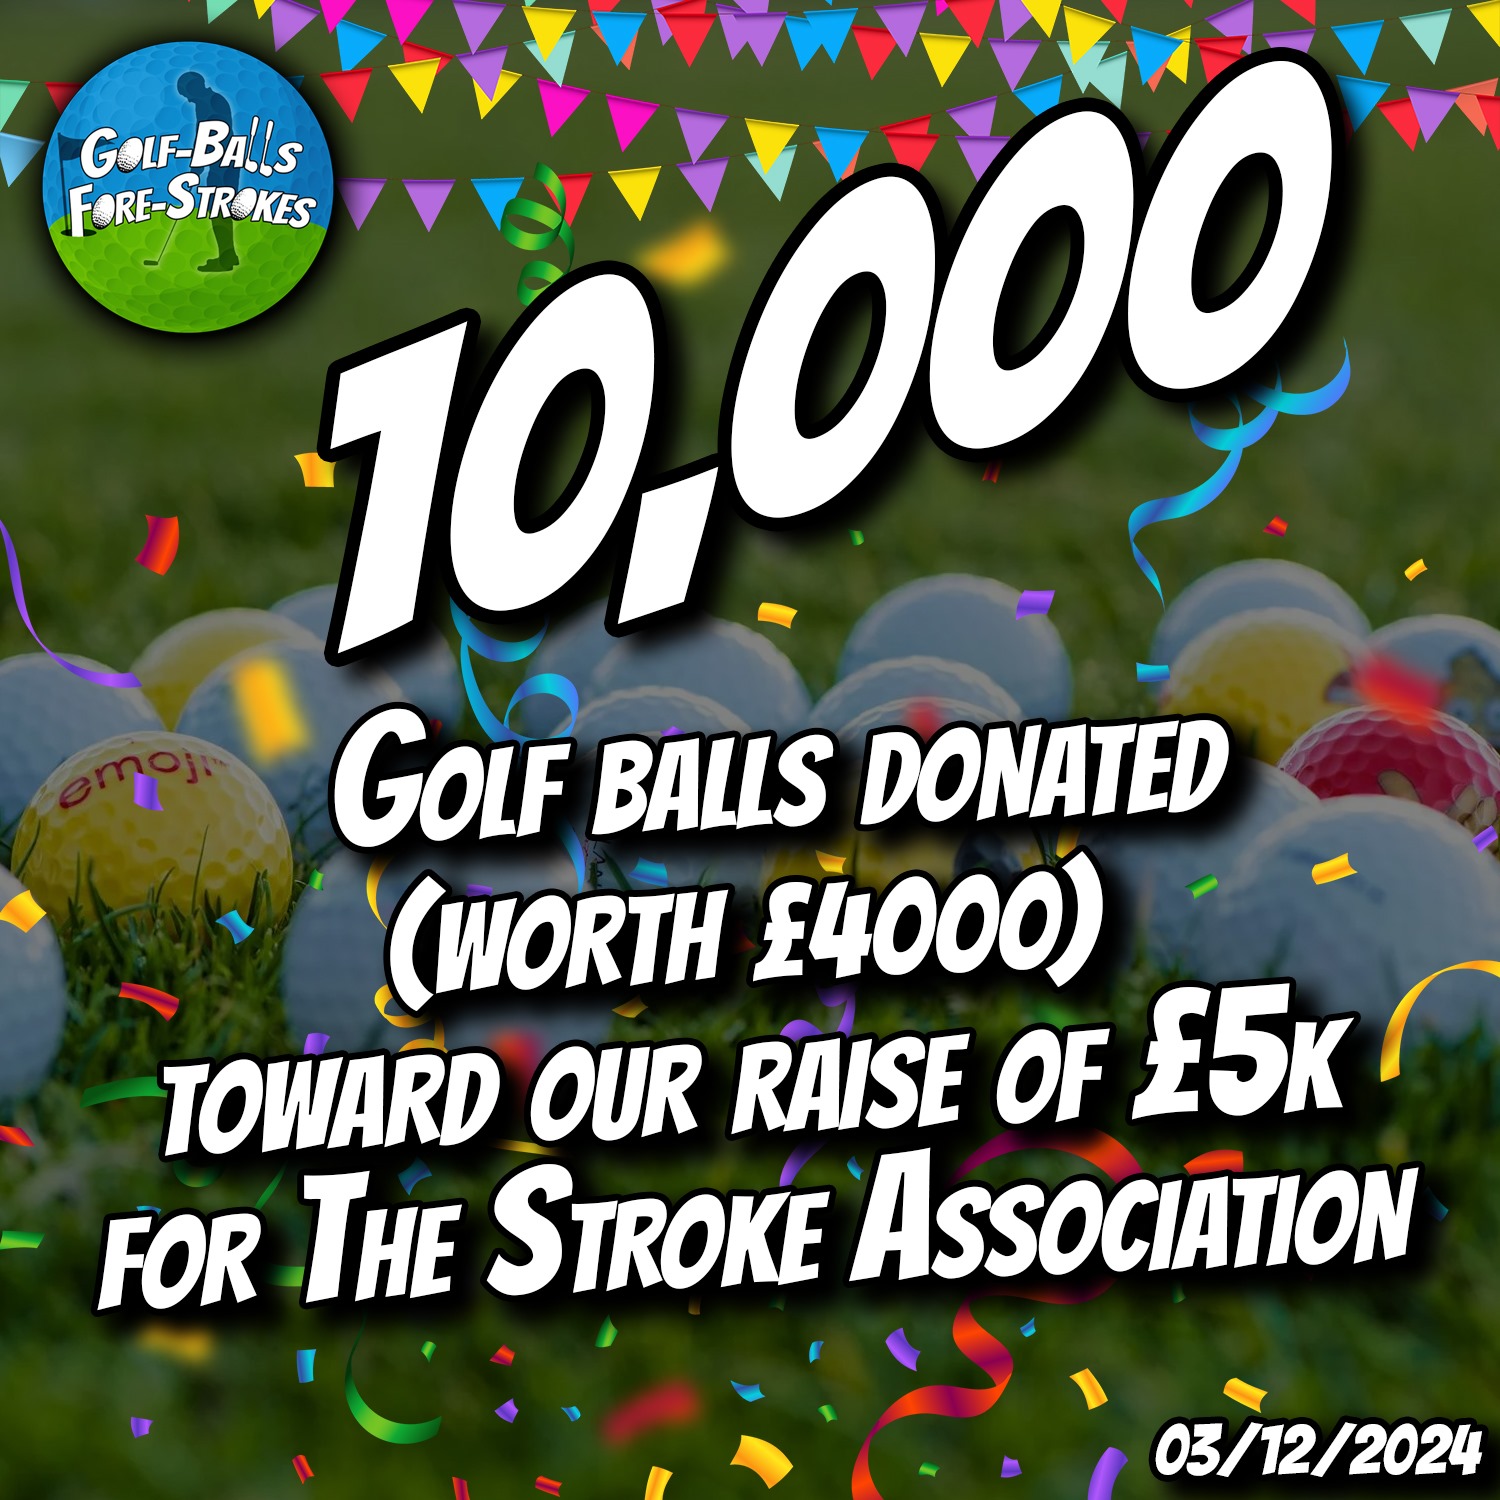 Golf-Balls
Fore-Strokes
10,000
Golf balls donated
(worth £4000)
toward our raise of £5k
for The Stroke Association
emoji™
03/12/2024